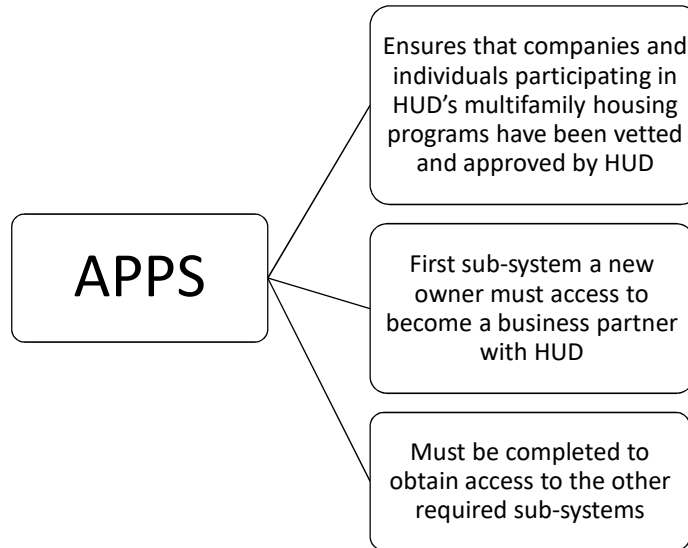 Ensures that companies and
individuals participating in
HUD’s multifamily housing
programs have been vetted
and approved by HUD
APPS
First sub-system a new
owner must access to
become a business partner
with HUD
Must be completed to
obtain access to the other
required sub-systems